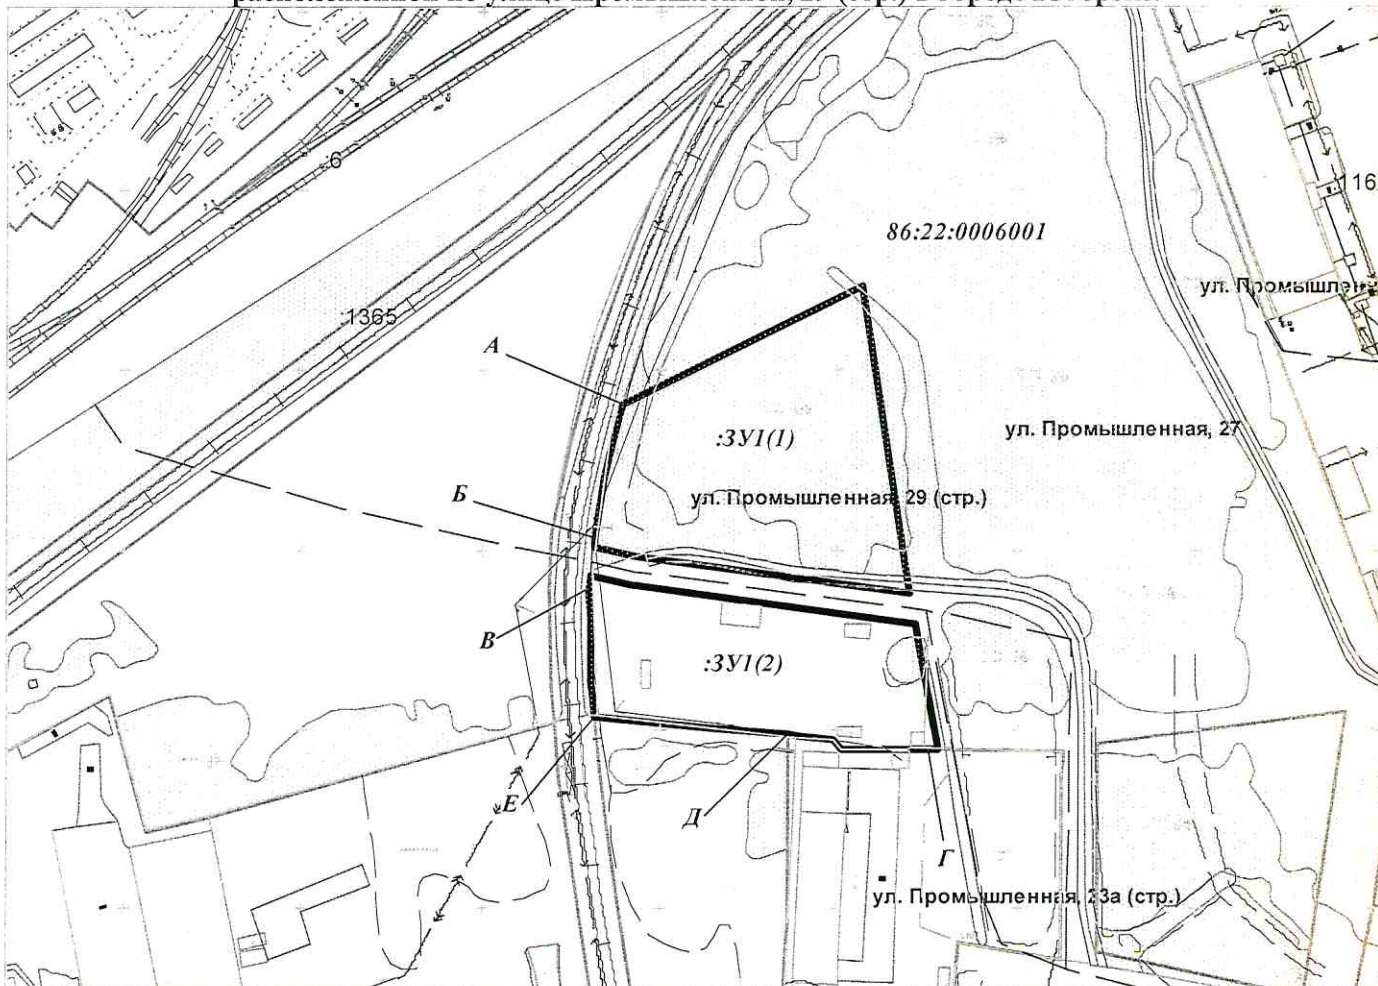 :6
116
86:22:0006001
ул. Промышлен
:1365
А
ул. Промышленная, 27
:ЗУ1(1)
Б
ул. Промышленная, 29 (стр.)
В
:ЗУ1(2)
Е
Д
Г
ул. Промышленная, 23а (стр.)